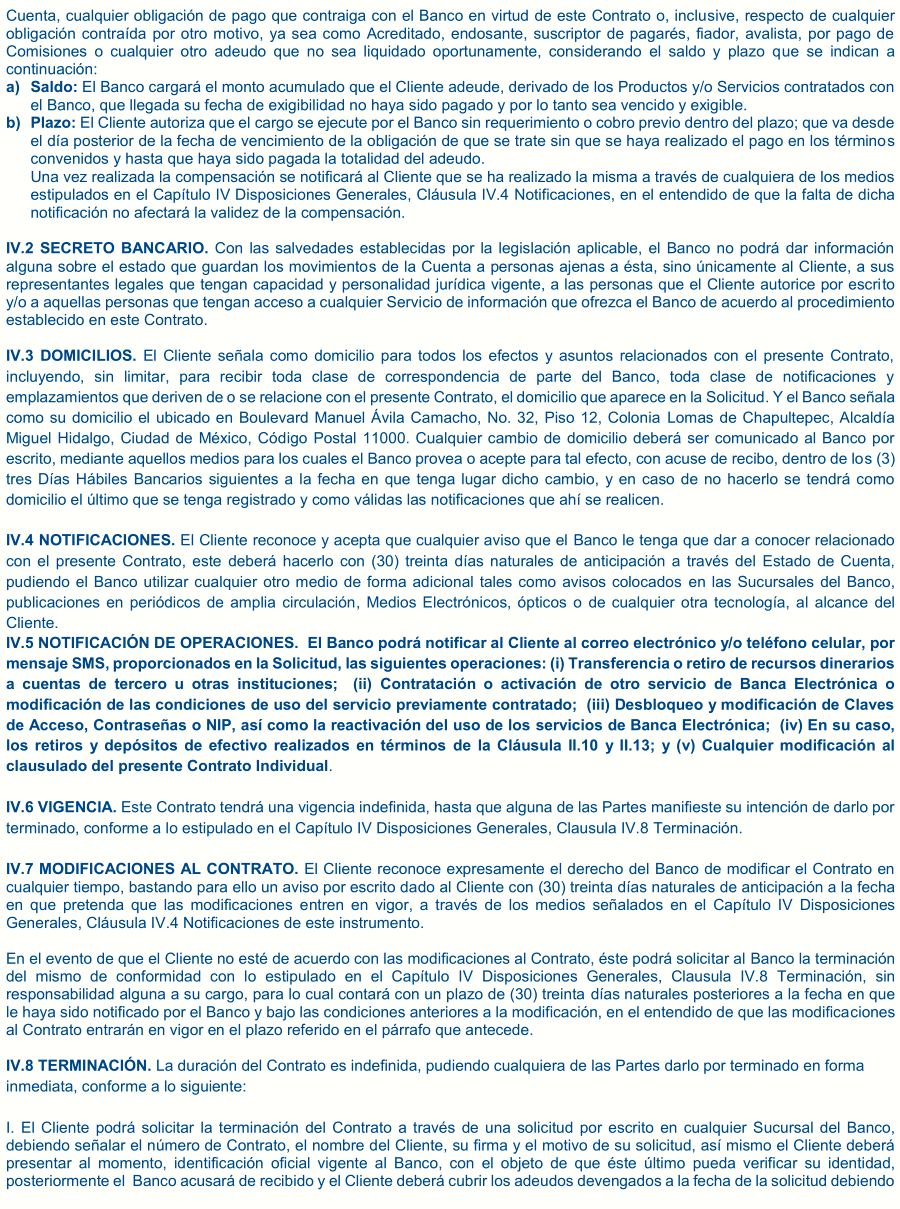 Cuenta, cualquier obligación de pago que contraiga con el Banco en virtud de este Contrato o, inclusive, respecto de cualquier
obligación contraída por otro motivo, ya sea como Acreditado, endosante, suscriptor de pagarés, fiador, avalista, por pago de
Comisiones o cualquier otro adeudo que no sea liquidado oportunamente, considerando el saldo y plazo que se indican a
continuación:
a) Saldo: El Banco cargará el monto acumulado que el Cliente adeude, derivado de los Productos y/o Servicios contratados con
el Banco, que llegada su fecha de exigibilidad no haya sido pagado y por lo tanto sea vencido y exigible.
b) Plazo: El Cliente autoriza que el cargo se ejecute por el Banco sin requerimiento o cobro previo dentro del plazo; que va desde
el día posterior de la fecha de vencimiento de la obligación de que se trate sin que se haya realizado el pago en los términos
convenidos y hasta que haya sido pagada la totalidad del adeudo.
Una vez realizada la compensación se notificará al Cliente que se ha realizado la misma a través de cualquiera de los medios
estipulados en el Capítulo IV Disposiciones Generales, Cláusula IV.4 Notificaciones, en el entendido de que la falta de dicha
notificación no afectará la validez de la compensación.
IV.2 SECRETO BANCARIO. Con las salvedades establecidas por la legislación aplicable, el Banco no podrá dar información
alguna sobre el estado que guardan los movimientos de la Cuenta a personas ajenas a ésta, sino únicamente al Cliente, a sus
representantes legales que tengan capacidad y personalidad jurídica vigente, a las personas que el Cliente autorice por escrito
y/o a aquellas personas que tengan acceso a cualquier Servicio de información que ofrezca el Banco de acuerdo al procedimiento
establecido en este Contrato.
IV.3 DOMICILIOS. El Cliente señala como domicilio para todos los efectos y asuntos relacionados con el presente Contrato,
incluyendo, sin limitar, para recibir toda clase de correspondencia de parte del Banco, toda clase de notificaciones y
emplazamientos que deriven de o se relacione con el presente Contrato, el domicilio que aparece en la Solicitud. Y el Banco señala
como su domicilio el ubicado en Boulevard Manuel Ávila Camacho, No. 32, Piso 12, Colonia Lomas de Chapultepec, Alcaldía
Miguel Hidalgo, Ciudad de México, Código Postal 11000. Cualquier cambio de domicilio deberá ser comunicado al Banco por
escrito, mediante aquellos medios para los cuales el Banco provea o acepte para tal efecto, con acuse de recibo, dentro de los (3)
tres Días Hábiles Bancarios siguientes a la fecha en que tenga lugar dicho cambio, y en caso de no hacerlo se tendrá como
domicilio el último que se tenga registrado y como válidas las notificaciones que ahí se realicen.
IV.4 NOTIFICACIONES. El Cliente reconoce y acepta que cualquier aviso que el Banco le tenga que dar a conocer relacionado
con el presente Contrato, este deberá hacerlo con (30) treinta días naturales de anticipación a través del Estado de Cuenta,
pudiendo el Banco utilizar cualquier otro medio de forma adicional tales como avisos colocados en las Sucursales del Banco,
publicaciones en periódicos de amplia circulación, Medios Electrónicos, ópticos o de cualquier otra tecnología, al alcance del
Cliente.
IV.5 NOTIFICACIÓN DE OPERACIONES. El Banco podrá notificar al Cliente al correo electrónico y/o teléfono celular, por
mensaje SMS, proporcionados en la Solicitud, las siguientes operaciones: (i) Transferencia o retiro de recursos dinerarios
a cuentas de tercero u otras instituciones; (ii) Contratación o activación de otro servicio de Banca Electrónica o
modificación de las condiciones de uso del servicio previamente contratado; (iii) Desbloqueo y modificación de Claves
de Acceso, Contraseñas o NIP, así como la reactivación del uso de los servicios de Banca Electrónica; (iv) En su caso,
los retiros y depósitos de efectivo realizados en términos de la Cláusula II.10 y II.13; y (v) Cualquier modificación al
clausulado del presente Contrato Individual.
IV.6 VIGENCIA. Este Contrato tendrá una vigencia indefinida, hasta que alguna de las Partes manifieste su intención de darlo por
terminado, conforme a lo estipulado en el Capítulo IV Disposiciones Generales, Clausula IV.8 Terminación.
IV.7 MODIFICACIONES AL CONTRATO. El Cliente reconoce expresamente el derecho del Banco de modificar el Contrato en
cualquier tiempo, bastando para ello un aviso por escrito dado al Cliente con (30) treinta días naturales de anticipación a la fecha
en que pretenda que las modificaciones entren en vigor, a través de los medios señalados en el Capítulo IV Disposiciones
Generales, Cláusula IV.4 Notificaciones de este instrumento.
En el evento de que el Cliente no esté de acuerdo con las modificaciones al Contrato, éste podrá solicitar al Banco la terminación
del mismo de conformidad con lo estipulado en el Capítulo IV Disposiciones Generales, Clausula IV.8 Terminación, sin
responsabilidad alguna a su cargo, para lo cual contará con un plazo de (30) treinta días naturales posteriores a la fecha en que
le haya sido notificado por el Banco y bajo las condiciones anteriores a la modificación, en el entendido de que las modificaciones
al Contrato entrarán en vigor en el plazo referido en el párrafo que antecede.
IV.8 TERMINACIÓN. La duración del Contrato es indefinida, pudiendo cualquiera de las Partes darlo por terminado en forma
inmediata, conforme a lo siguiente:
I. El Cliente podrá solicitar la terminación del Contrato a través de una solicitud por escrito en cualquier Sucursal del Banco,
debiendo señalar el número de Contrato, el nombre del Cliente, su firma y el motivo de su solicitud, así mismo el Cliente deberá
presentar al momento, identificación oficial vigente al Banco, con el objeto de que éste último pueda verificar su identidad,
posteriormente el Banco acusará de recibido y el Cliente deberá cubrir los adeudos devengados a la fecha de la solicitud debiendo